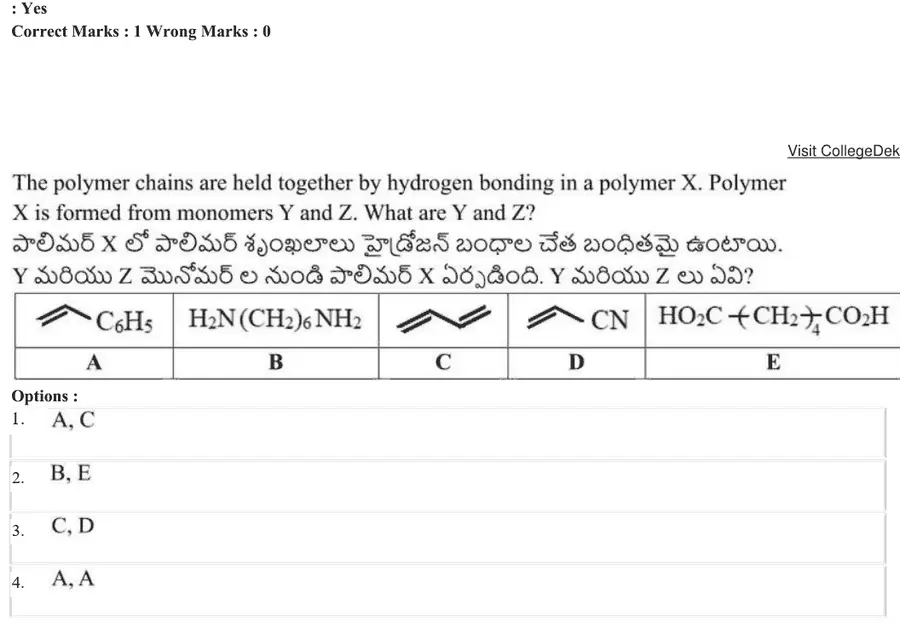 : Yes
Correct Marks : 1 Wrong Marks : 0
Visit CollegeDek
The polymer chains are held together by hydrogen bonding in a polymer X. Polymer
X is formed from monomers Y and Z. What are Y and Z?
పాలిమర్ X లో పాలిమర్ శృంఖలాలు హైడ్రోజన్ బంధాల చేత బంధితమై ఉంటాయి.
Y మరియు Z మొనోమర్ ల నుండి పాలిమర్ X ఏర్పడింది. Y మరియు Z లు ఏవి?
C₆H₅ H₂N(CH₂)₆NH₂ CN HO₂C-(CH₂)-₄CO₂H
A B C D E
Options :
1. A, C
2. B, E
3. C, D
4. A, A